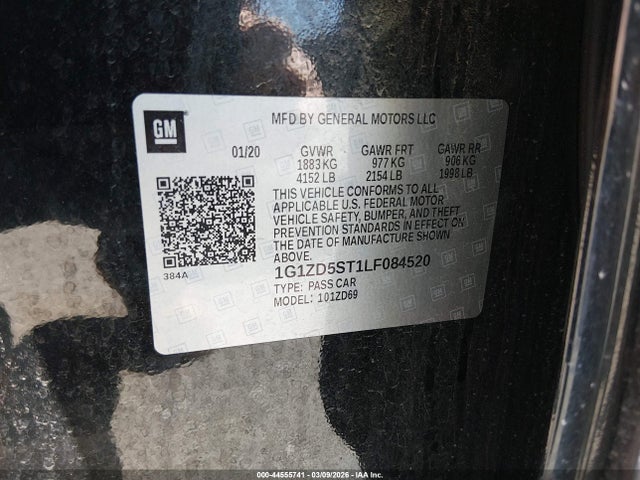 GM
MFD BY GENERAL MOTORS LLC
01/20 GVWR GAWR FRT GAWR RR
1883 KG 977 KG 906 KG
4152 LB 2154 LB 1998 LB
THIS VEHICLE CONFORMS TO ALL
APPLICABLE U.S. FEDERAL MOTOR
VEHICLE SAFETY, BUMPER, AND THEFT
PREVENTION STANDARDS IN EFFECT ON
THE DATE OF MANUFACTURE SHOWN
ABOVE.
384A
1G1ZD5ST1LF084520
TYPE: PASS CAR
MODEL: 101ZD69
000-44555741 - 03/09/2026 - IAA Inc.